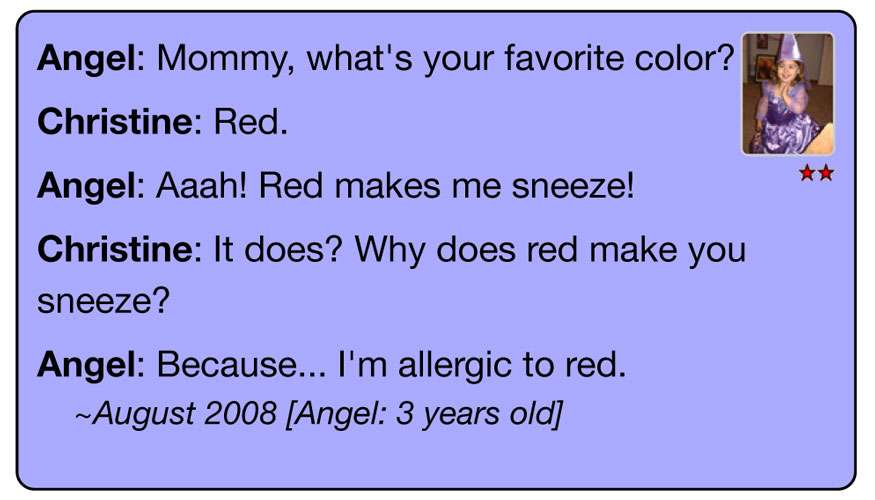 Angel: Mommy, what's your favorite color?
Christine: Red.
Angel: Aaah! Red makes me sneeze!
Christine: It does? Why does red make you
sneeze?
Angel: Because... I'm allergic to red.
~August 2008 [Angel: 3 years old]